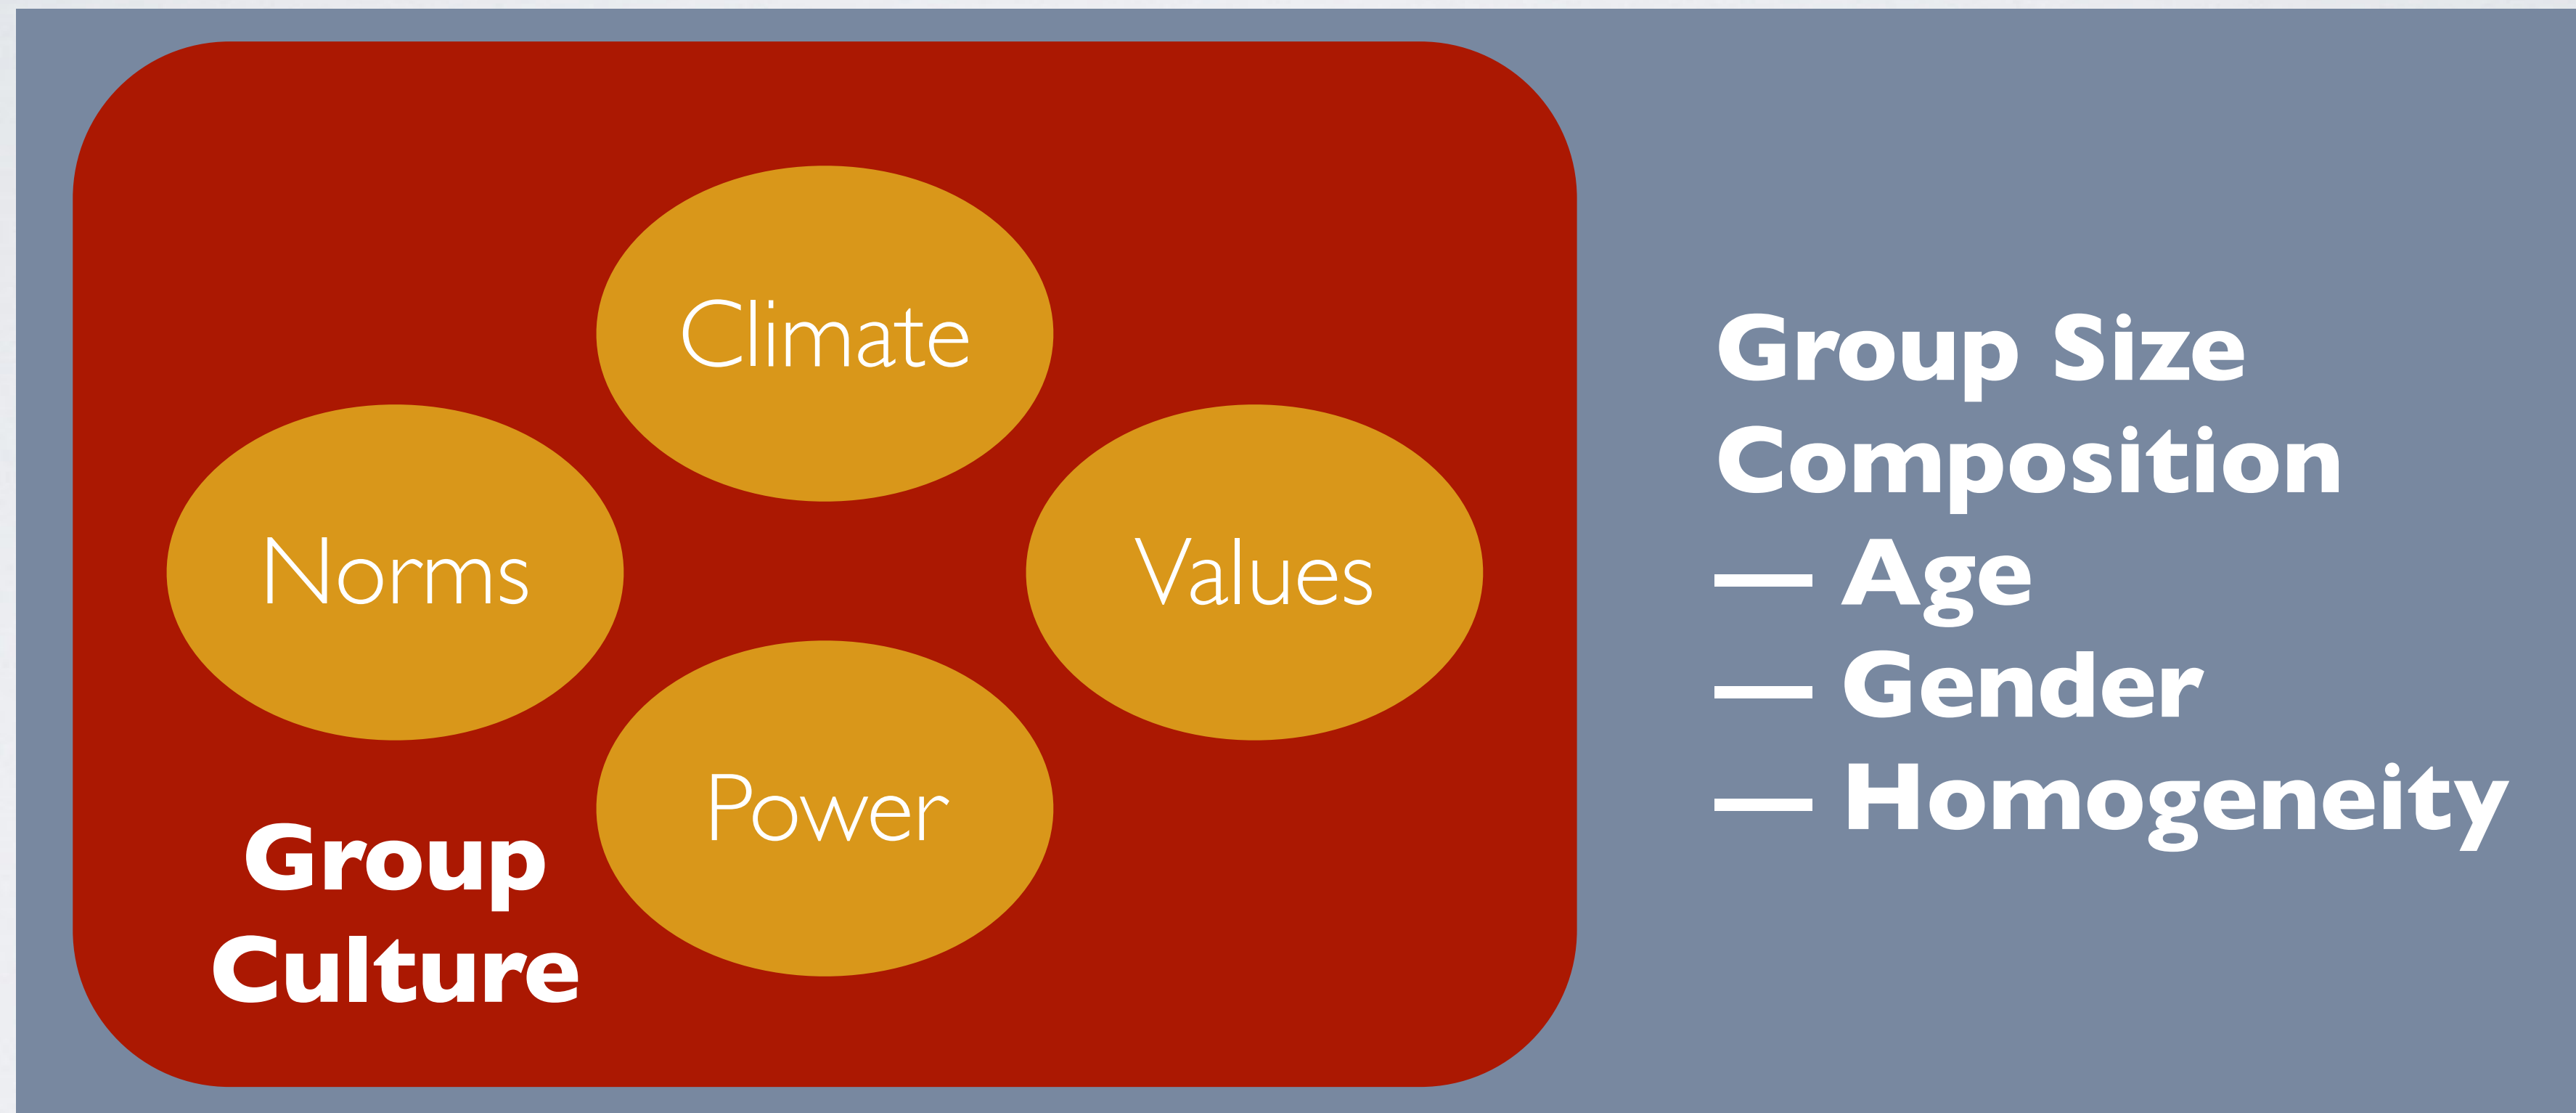 Climate
Norms
Values
Power
Group
Culture
Group Size
Composition
— Age
— Gender
— Homogeneity